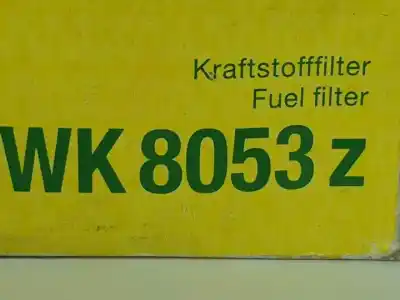 Kraftstofffilter
Fuel filter
WK 8053 z